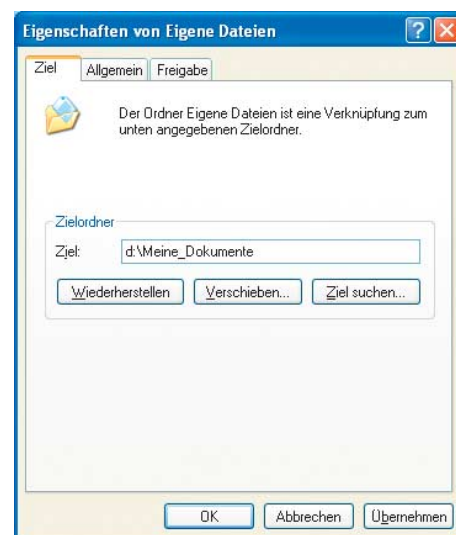 Eigenschaften von Eigene Dateien
Ziel Allgemein Freigabe
Der Ordner Eigene Dateien ist eine Verknüpfung zum
unten angegebenen Zielordner.
Zielordner
Ziel: d:\Meine_Dokumente
Wiederherstellen Verschieben... Ziel suchen...
OK Abbrechen Übernehmen